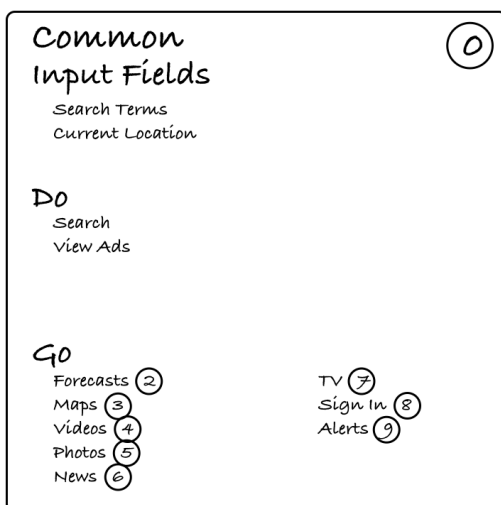 Common
0
Input Fields
Search Terms
Current Location
Do
Search
View Ads
Go
Forecasts 2
Maps 3
Videos 4
Photos 5
News 6
TV 7
Sign In 8
Alerts 9